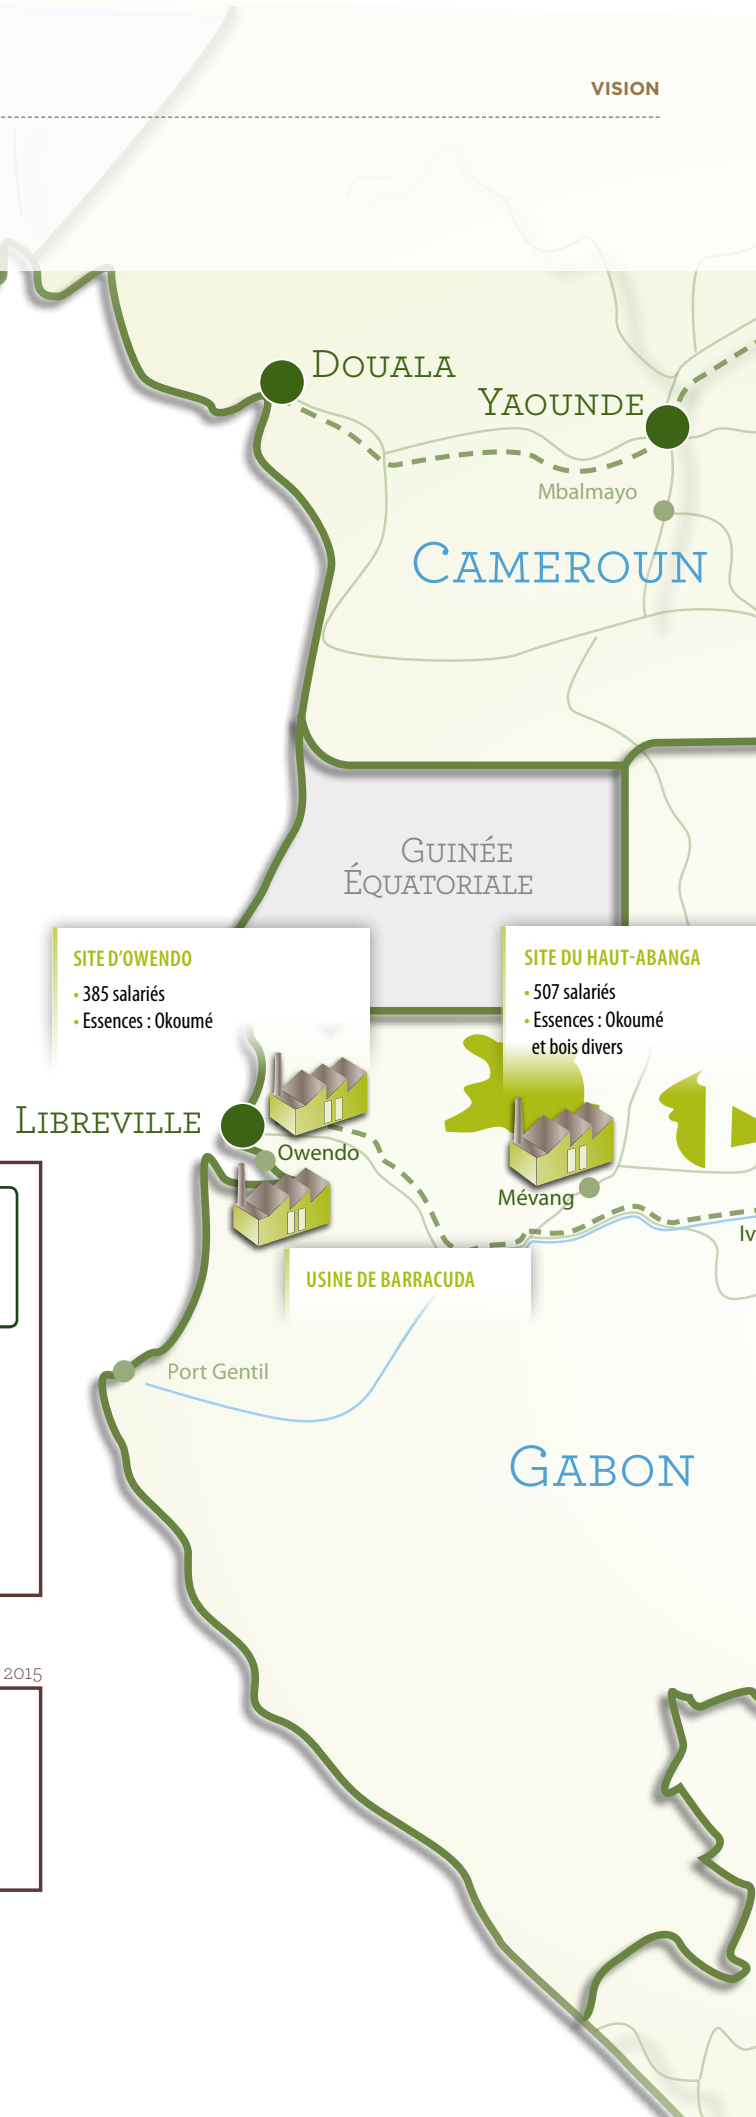 VISION
DOUALA
YAOUNDE
Mbalmayo
CAMEROUN
GUINÉE
ÉQUATORIALE
SITE D'OWENDO
• 385 salariés
• Essences : Okoumé
SITE DU HAUT-ABANGA
• 507 salariés
• Essences : Okoumé
et bois divers
LIBREVILLE
Owendo
Mévang
Iv
USINE DE BARRACUDA
Port Gentil
GABON
2015